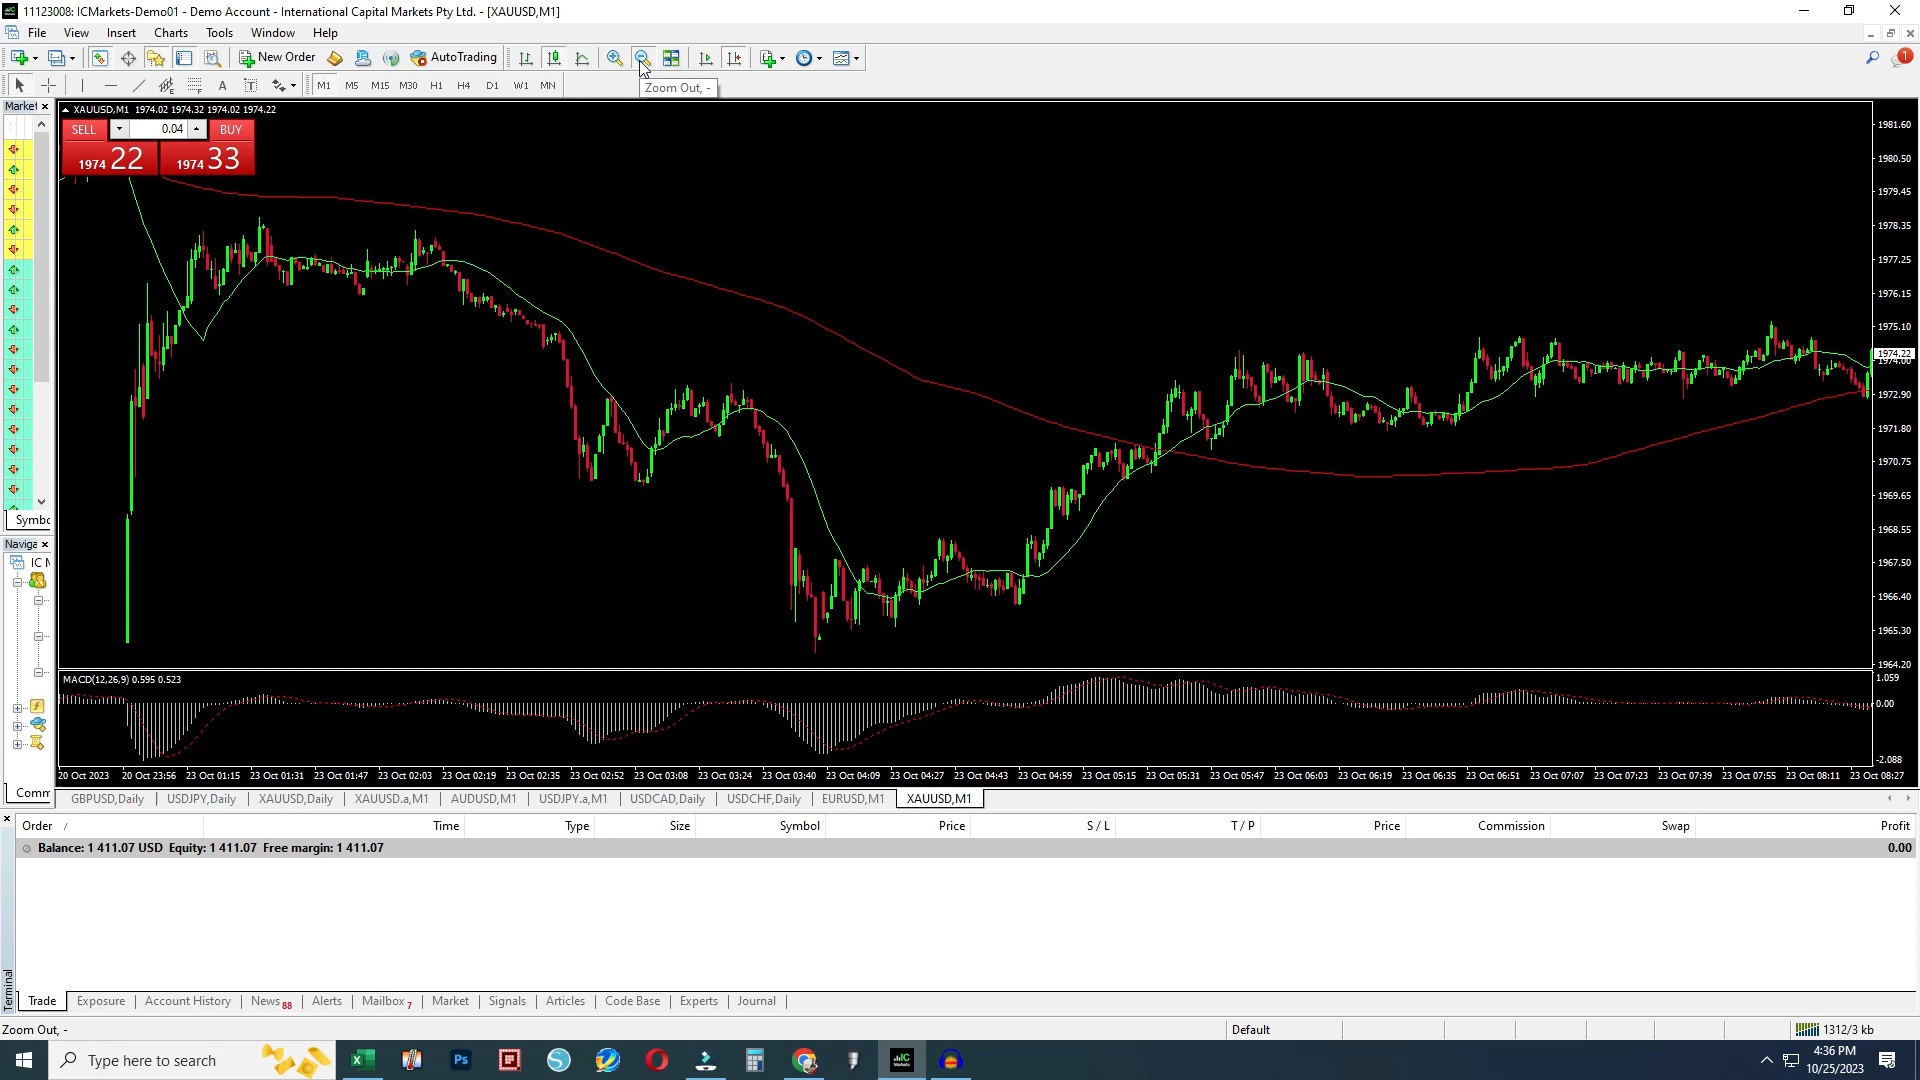 11123008: ICMarkets-Demo01 - Demo Account - International Capital Markets Pty Ltd. - [XAUUSD,M1]
File View Insert Charts Tools Window Help
New Order AutoTrading 1
A T M1 M5 M15 M30 H1 H4 D1 W1 MN
Zoom Out, -
Market
XAUUSD,M1 1974.02 1974.32 1974.02 1974.22
SELL 0.04 BUY
1974 22 1974 33
1981.60
1980.50
1979.45
1978.35
1977.25
1976.15
1975.10
1974.22
1974.00
1972.90
1971.80
1970.75
1969.65
1968.55
1967.50
1966.40
1965.30
1964.20
Symbo
Naviga
IC M
Comm
MACD(12,26,9) 0.595 0.523
1.059
0.00
-2.088
20 Oct 2023 20 Oct 23:56 23 Oct 01:15 23 Oct 01:31 23 Oct 01:47 23 Oct 02:03 23 Oct 02:19 23 Oct 02:35 23 Oct 02:52 23 Oct 03:08 23 Oct 03:24 23 Oct 03:40 23 Oct 04:09 23 Oct 04:27 23 Oct 04:43 23 Oct 04:59 23 Oct 05:15 23 Oct 05:31 23 Oct 05:47 23 Oct 06:03 23 Oct 06:19 23 Oct 06:35 23 Oct 06:51 23 Oct 07:07 23 Oct 07:23 23 Oct 07:39 23 Oct 07:55 23 Oct 08:11 23 Oct 08:27
GBPUSD,Daily USDJPY,Daily XAUUSD,Daily XAUUSD.a,M1 AUDUSD,M1 USDJPY.a,M1 USDCAD,Daily USDCHF,Daily EURUSD,M1 XAUUSD,M1
Order / Time Type Size Symbol Price S / L T / P Price Commission Swap Profit
Balance: 1 411.07 USD Equity: 1 411.07 Free margin: 1 411.07 0.00
Terminal
Trade Exposure Account History News 88 Alerts Mailbox 7 Market Signals Articles Code Base Experts Journal
Zoom Out, - Default 1312/3 kb
Type here to search Ps IC Markets 4:36 PM
10/25/2023